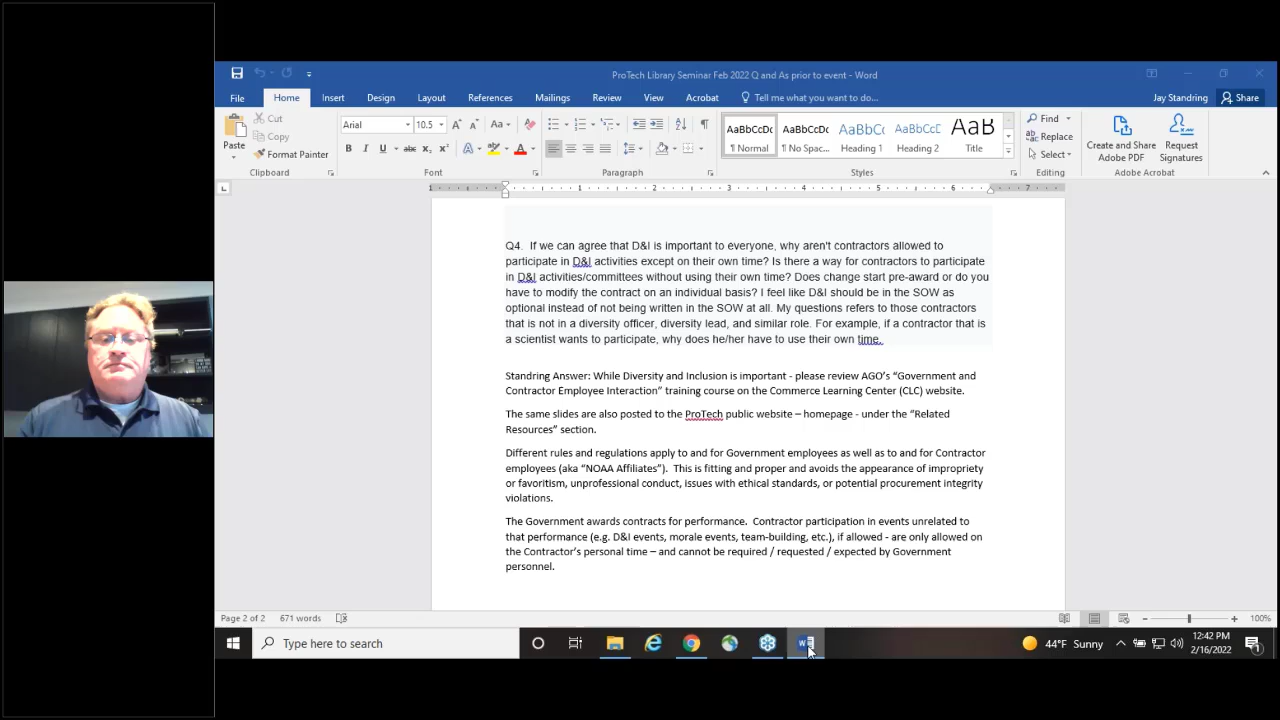 ProTech Library Seminar Feb 2022 Q and As prior to event - Word
File Home Insert Design Layout References Mailings Review View Acrobat Tell me what you want to do... Jay Standring Share
Cut
Copy
Format Painter
Paste
Clipboard
Arial 10.5
Font
Paragraph
AaBbCcDc AaBbCcDc AaBbCc AaBbCcD AaB
¶ Normal ¶ No Spac... Heading 1 Heading 2 Title
Styles
Find
Replace
Select
Editing
Create and Share
Adobe PDF
Request
Signatures
Adobe Acrobat
1 1 2 3 4 5 6 7
Q4. If we can agree that D&I is important to everyone, why aren't contractors allowed to
participate in D&I activities except on their own time? Is there a way for contractors to participate
in D&I activities/committees without using their own time? Does change start pre-award or do you
have to modify the contract on an individual basis? I feel like D&I should be in the SOW as
optional instead of not being written in the SOW at all. My questions refers to those contractors
that is not in a diversity officer, diversity lead, and similar role. For example, if a contractor that is
a scientist wants to participate, why does he/her have to use their own time.
Standring Answer: While Diversity and Inclusion is important - please review AGO's “Government and
Contractor Employee Interaction” training course on the Commerce Learning Center (CLC) website.
The same slides are also posted to the ProTech public website – homepage - under the “Related
Resources” section.
Different rules and regulations apply to and for Government employees as well as to and for Contractor
employees (aka “NOAA Affiliates”). This is fitting and proper and avoids the appearance of impropriety
or favoritism, unprofessional conduct, issues with ethical standards, or potential procurement integrity
violations.
The Government awards contracts for performance. Contractor participation in events unrelated to
that performance (e.g. D&I events, morale events, team-building, etc.), if allowed - are only allowed on
the Contractor's personal time – and cannot be required / requested / expected by Government
personnel.
Page 2 of 2 671 words 100%
Type here to search 44°F Sunny 12:42 PM
2/16/2022